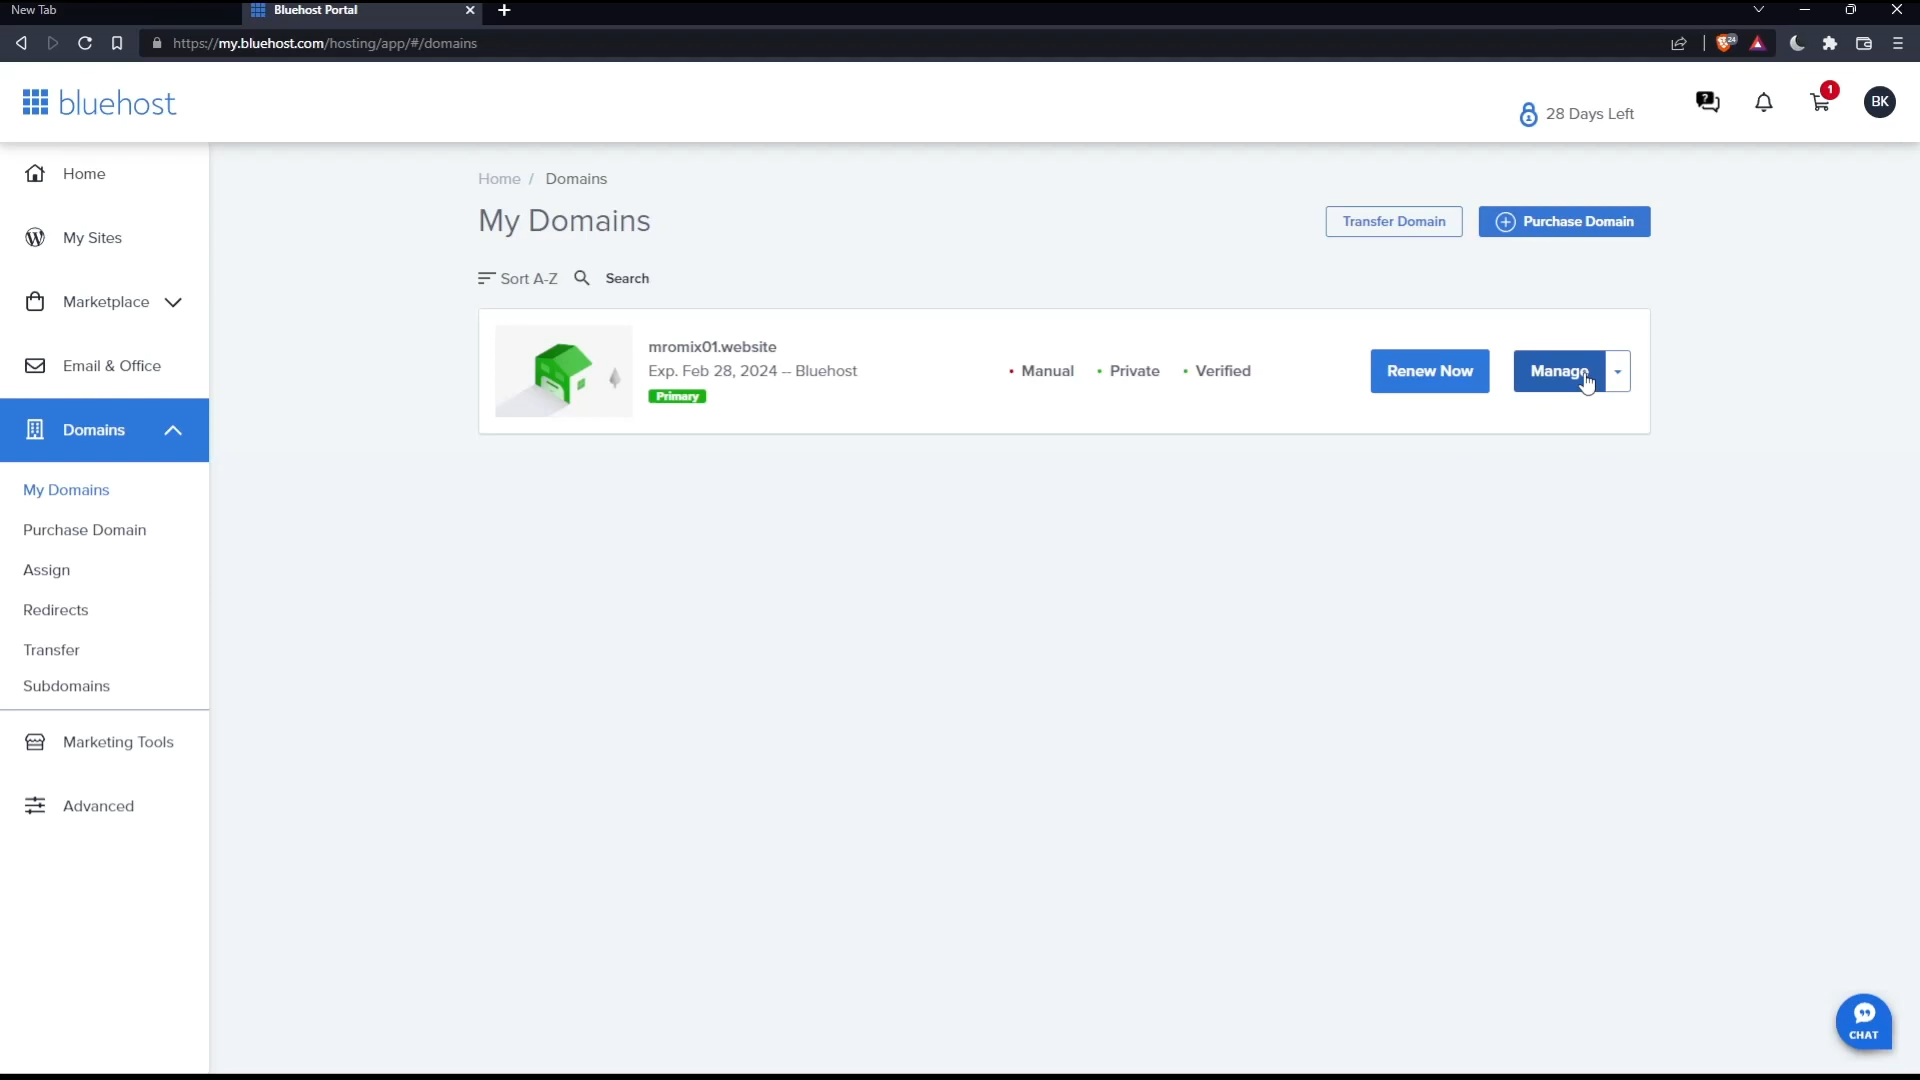 New Tab
Bluehost Portal
https://my.bluehost.com/hosting/app/#/domains
24
bluehost
28 Days Left
?
1
BK
Home
My Sites
Marketplace
Email & Office
Domains
My Domains
Purchase Domain
Assign
Redirects
Transfer
Subdomains
Marketing Tools
Advanced
Home / Domains
My Domains
Transfer Domain
Purchase Domain
Sort A-Z
Search
mromix01.website
Exp. Feb 28, 2024 -- Bluehost
Primary
• Manual • Private • Verified
Renew Now
Manage
CHAT